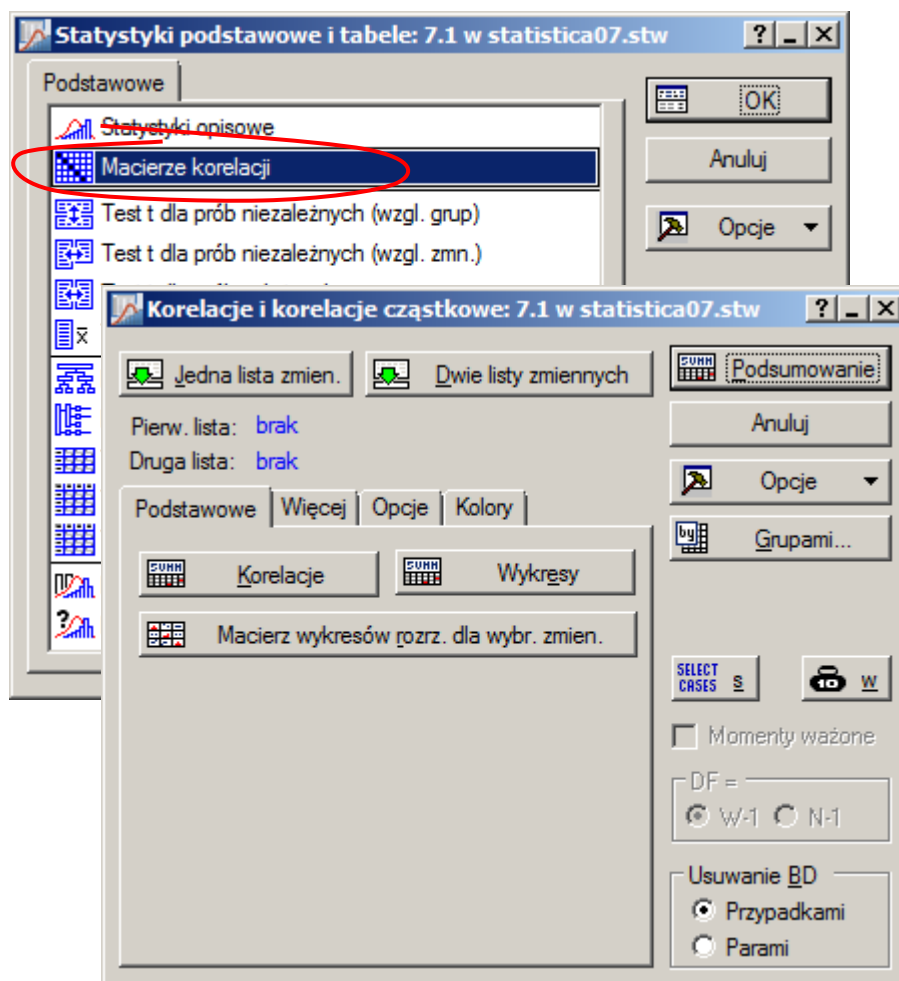 Statystyki podstawowe i tabele: 7.1 w statistica07.stw
Podstawowe
OK
Statystyki opisowe
Anuluj
Macierze korelacji
Test t dla prób niezależnych (wzgl. grup)
Opcje
Test t dla prób niezależnych (wzgl. zmn.)
Korelacje i korelacje cząstkowe: 7.1 w statistica07.stw
Jedna lista zmien.
Dwie listy zmiennych
Podsumowanie
Pierw. lista: brak
Anuluj
Druga lista: brak
Opcje
Podstawowe Więcej Opcje Kolory
Grupami...
Korelacje
Wykresy
Macierz wykresów rozrz. dla wybr. zmien.
SELECT
CASES S
W
Momenty ważone
DF =
W-1 N-1
Usuwanie BD
Przypadkami
Parami